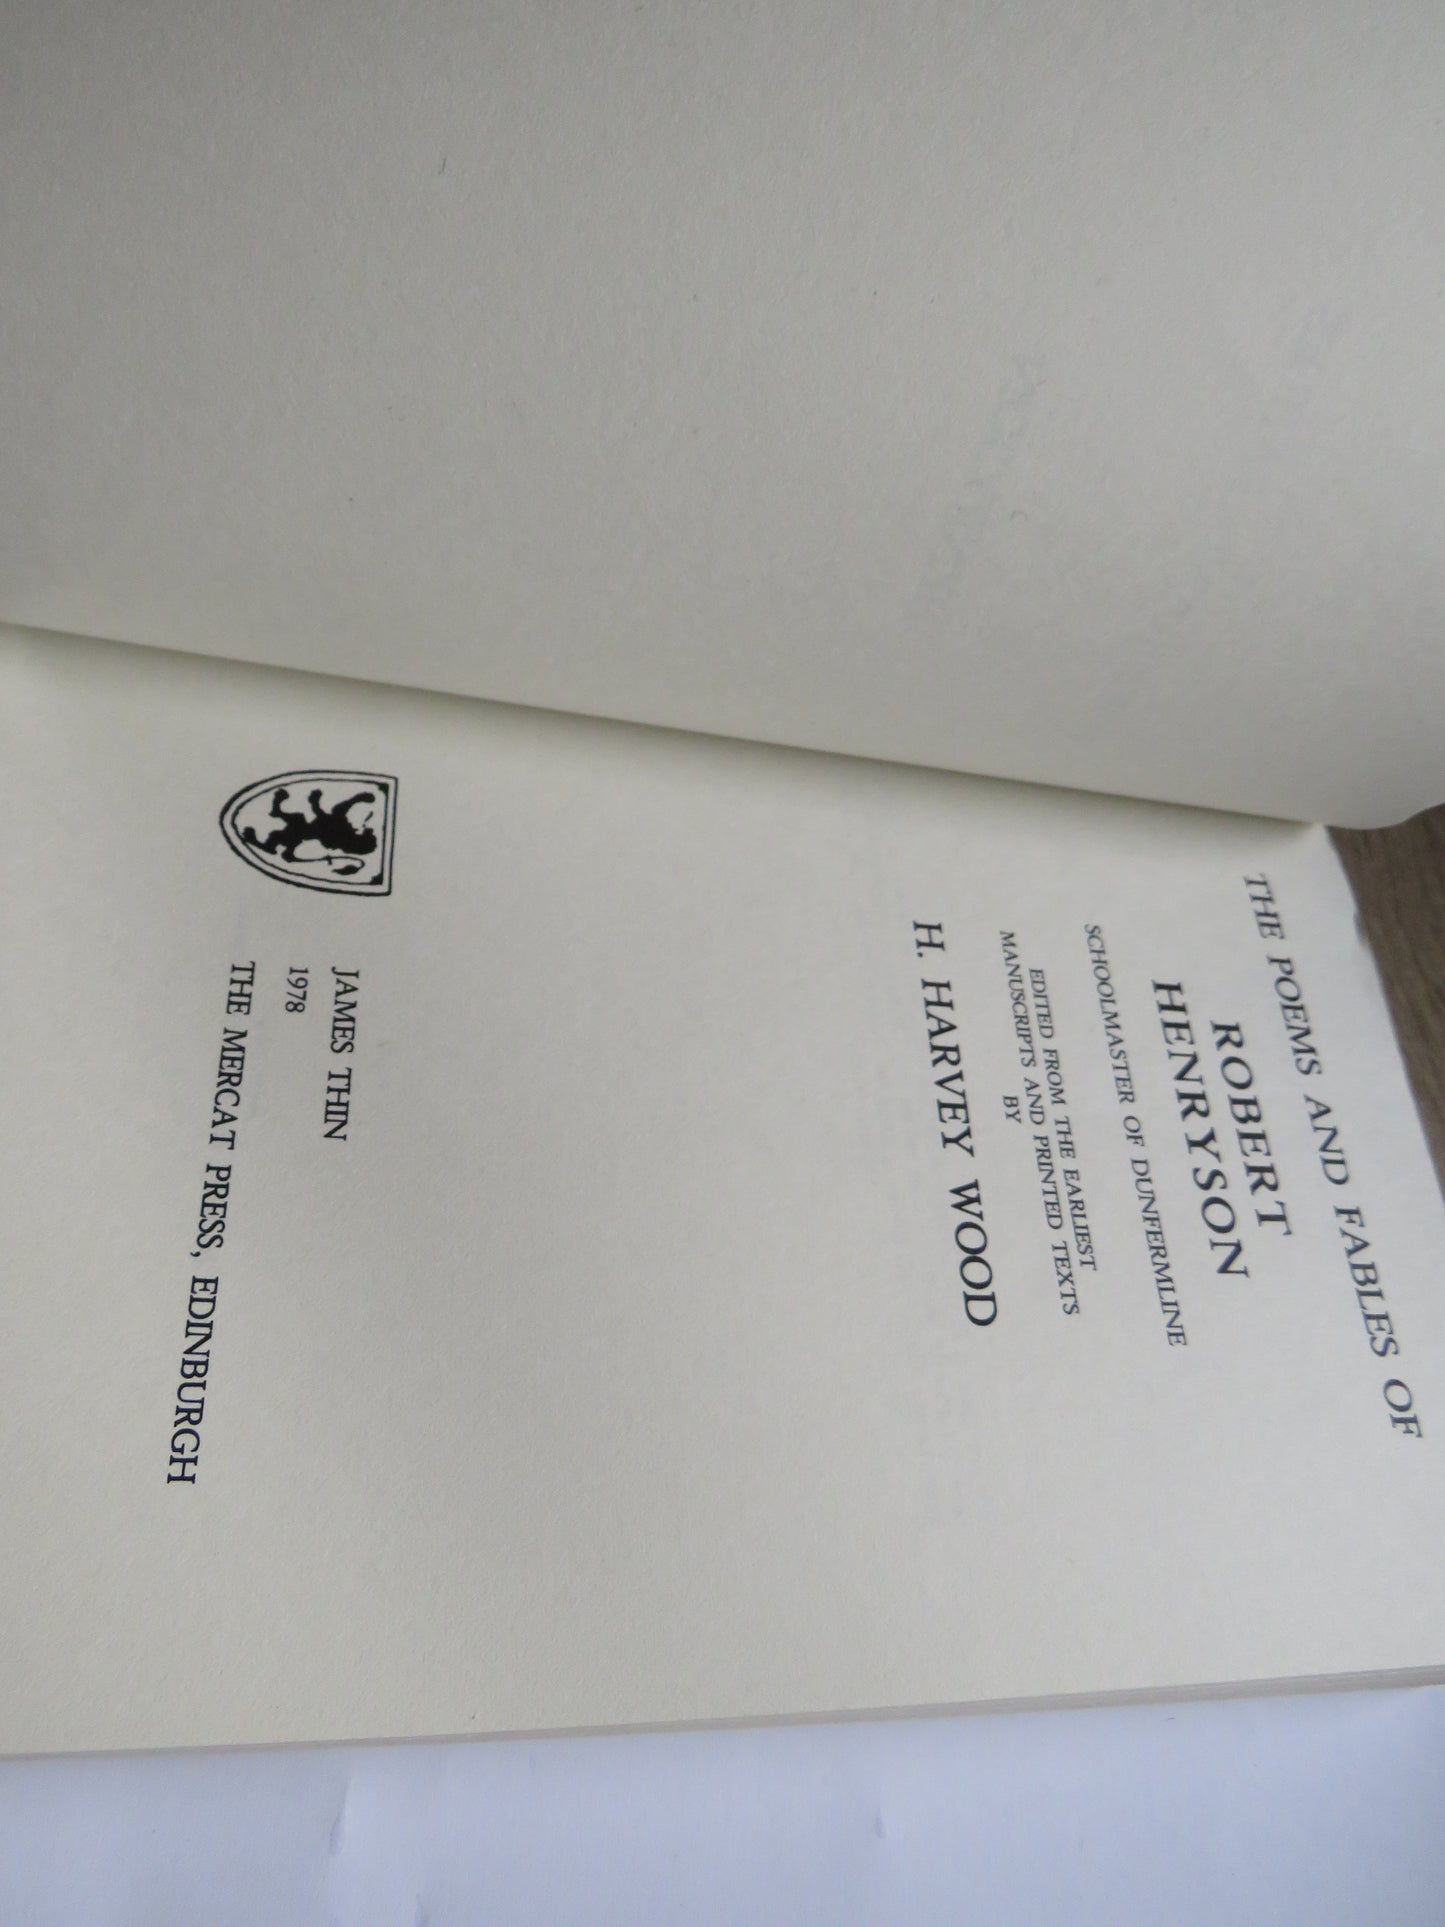 THE POEMS AND FABLES OF
ROBERT
HENRYSON
SCHOOLMASTER OF DUNFERMLINE
EDITED FROM THE EARLIEST
MANUSCRIPTS AND PRINTED TEXTS
BY
H. HARVEY WOOD
JAMES THIN
1978
THE MERCAT PRESS, EDINBURGH